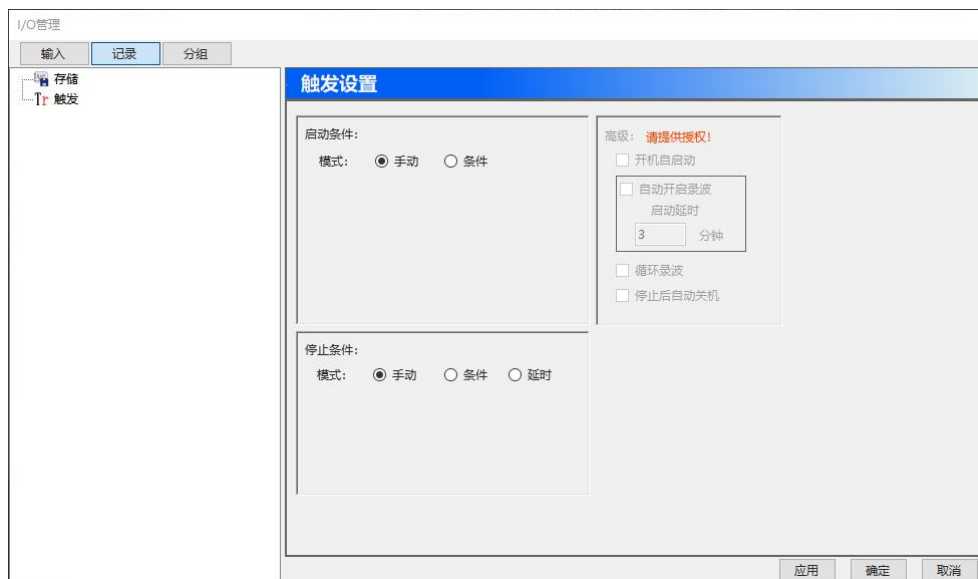 I/O管理
输入 记录 分组
存储
Tr 触发
触发设置
启动条件:
模式: 手动 条件
高级: 请提供授权!
开机自启动
自动开启录波
启动延时
3 分钟
循环录波
停止后自动关机
停止条件:
模式: 手动 条件 延时
应用 确定 取消